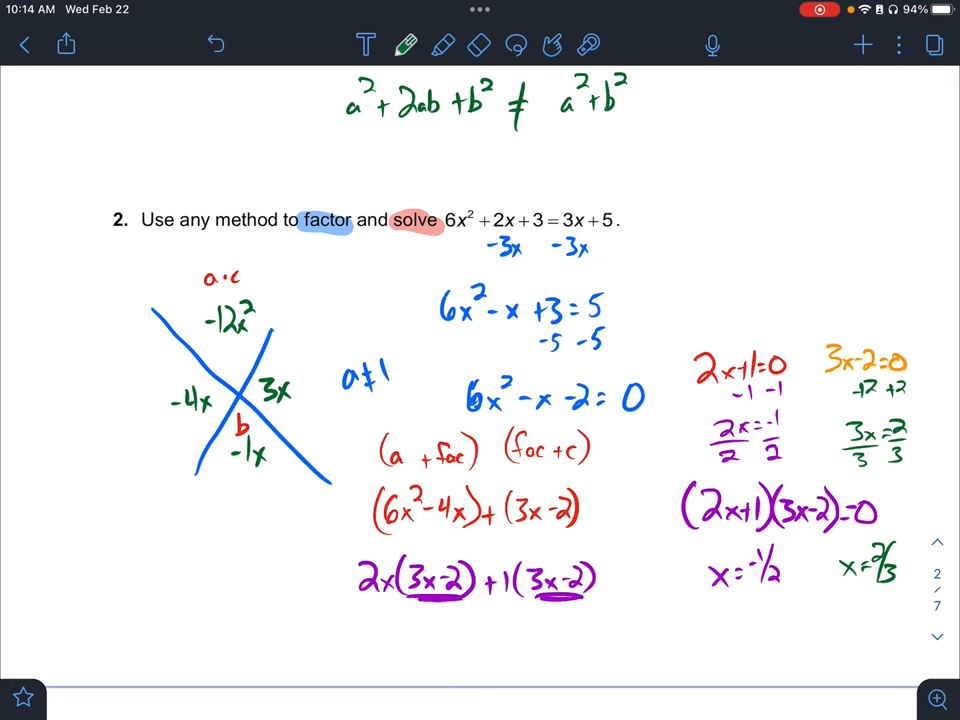 10:14 AM Wed Feb 22
94%
a² + 2ab + b² ≠ a² + b²
2. Use any method to factor and solve 6x² + 2x + 3 = 3x + 5.
-3x -3x
a·c
-12x²
-4x 3x
b
-1x
6x² - x + 3 = 5
-5 -5
a≠1
6x² - x - 2 = 0
(a + fac) (fac + c)
(6x² - 4x) + (3x - 2)
2x(3x-2) + 1(3x-2)
2x+1=0
-1 -1
2x = -1
2 2
3x-2=0
+2 +2
3x = 2
3 3
(2x+1)(3x-2)=0
x = -1/2 x = 2/3
2
/
7